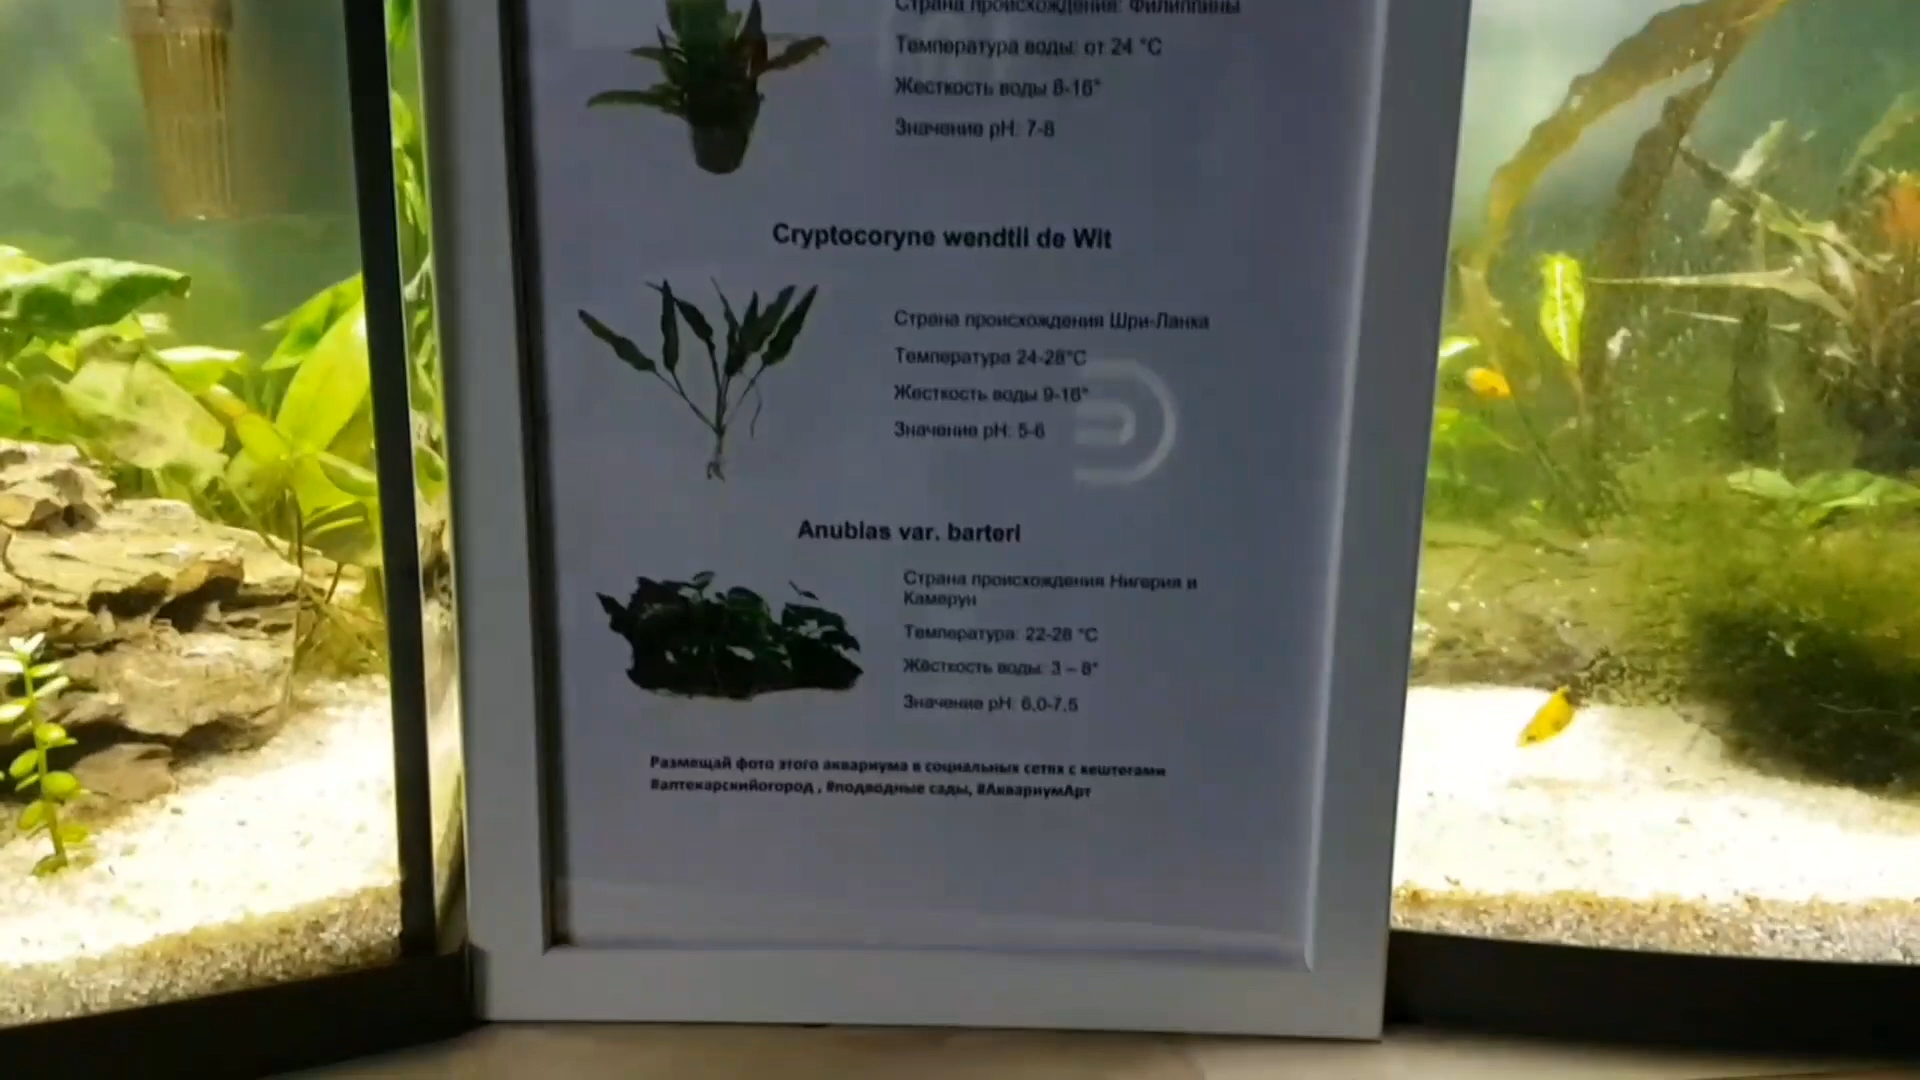 Страна происхождения: Филиппины
Температура воды: от 24 °C
Жесткость воды 8-16°
Значение pH: 7-8
Cryptocoryne wendtii de Wit
Страна происхождения Шри-Ланка
Температура 24-28°C
Жесткость воды 9-16°
Значение pH: 5-6
Anubias var. barteri
Страна происхождения Нигерия и
Камерун
Температура: 22-28 °C
Жёсткость воды: 3 – 8°
Значение pH: 6,0-7,5
Размещай фото этого аквариума в социальных сетях с хештегами
#аптекарскийогород , #подводные сады, #АквариумАрт